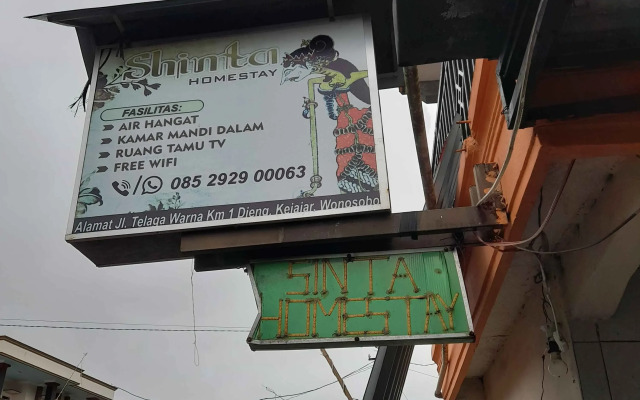 Shinta
HOMESTAY
FASILITAS:
AIR HANGAT
KAMAR MANDI DALAM
RUANG TAMU TV
FREE WIFI
085 2929 00063
Alamat Jl. Telaga Warna Km 1 Dieng, Kejajar, Wonosobo
SINTA
HOMESTAY